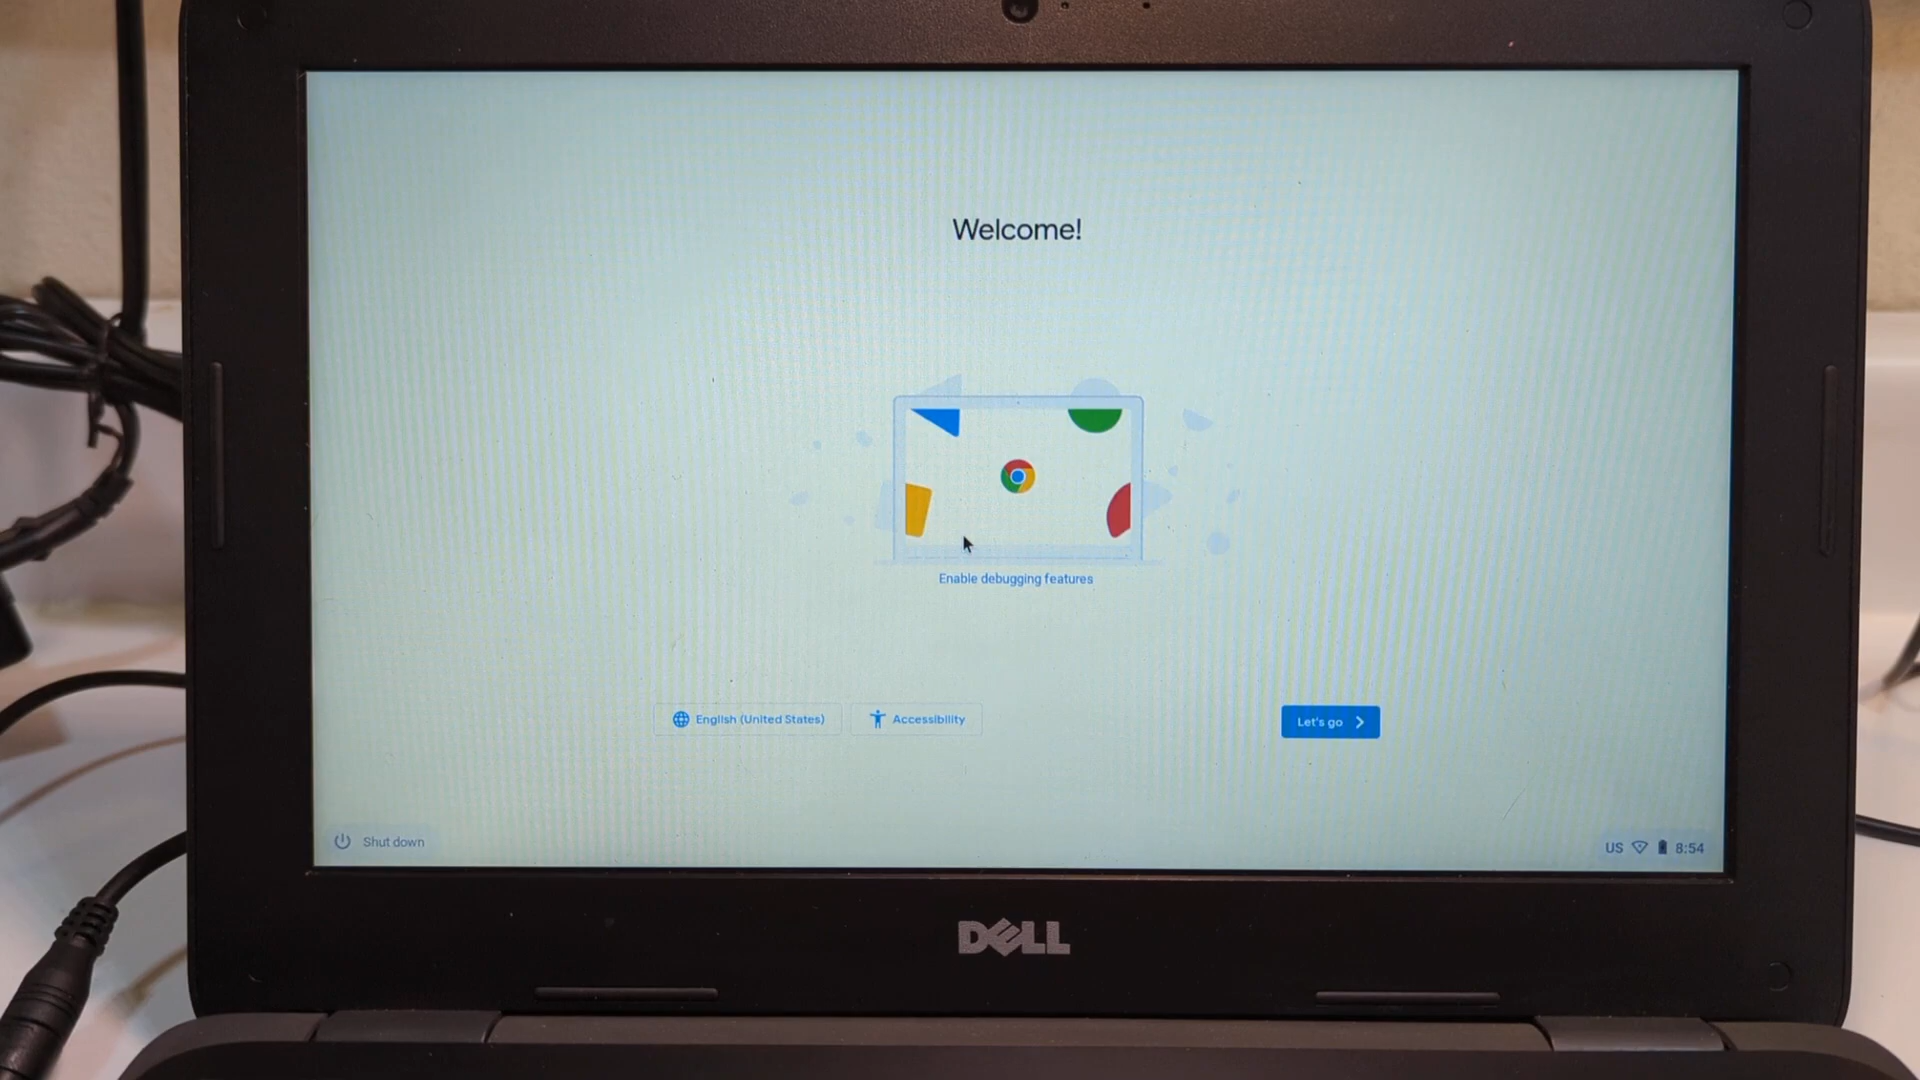 Welcome!
Enable debugging features
English (United States)
Accessibility
Let's go
Shut down
US 8:54
DELL